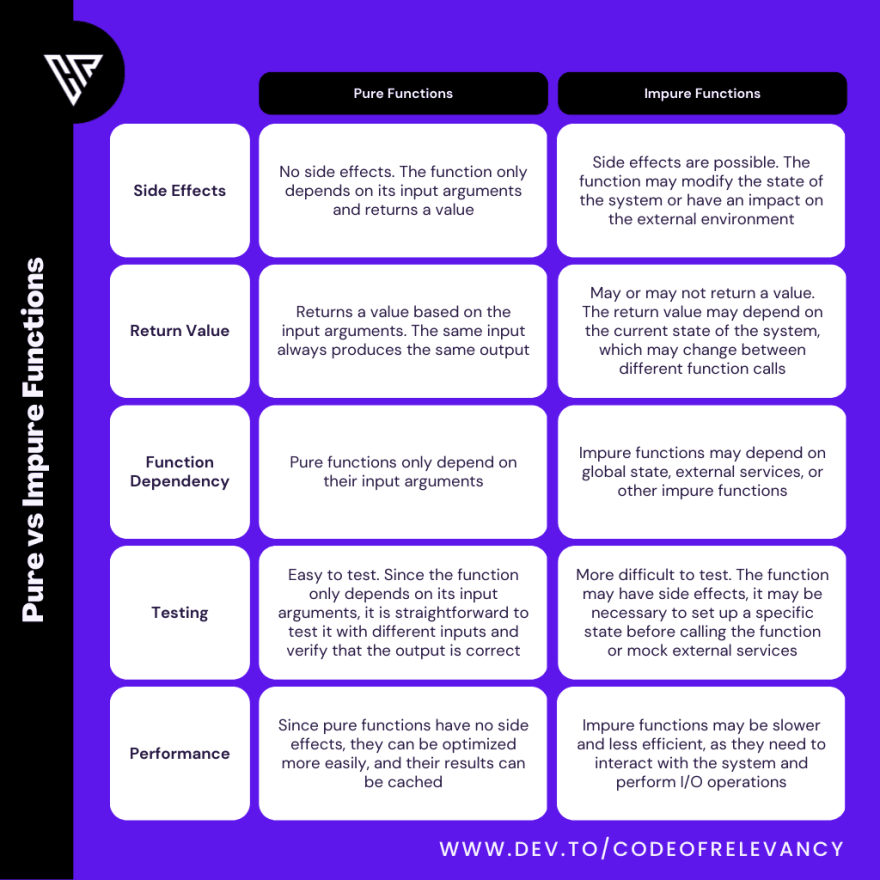 Pure vs Impure Functions
Pure Functions
Impure Functions
Side Effects
No side effects. The function only
depends on its input arguments
and returns a value
Side effects are possible. The
function may modify the state of
the system or have an impact on
the external environment
Return Value
Returns a value based on the
input arguments. The same input
always produces the same output
May or may not return a value.
The return value may depend on
the current state of the system,
which may change between
different function calls
Function
Dependency
Pure functions only depend on
their input arguments
Impure functions may depend on
global state, external services, or
other impure functions
Testing
Easy to test. Since the function
only depends on its input
arguments, it is straightforward to
test it with different inputs and
verify that the output is correct
More difficult to test. The function
may have side effects, it may be
necessary to set up a specific
state before calling the function
or mock external services
Performance
Since pure functions have no side
effects, they can be optimized
more easily, and their results can
be cached
Impure functions may be slower
and less efficient, as they need to
interact with the system and
perform I/O operations
WWW.DEV.TO/CODEOFRELEVANCY